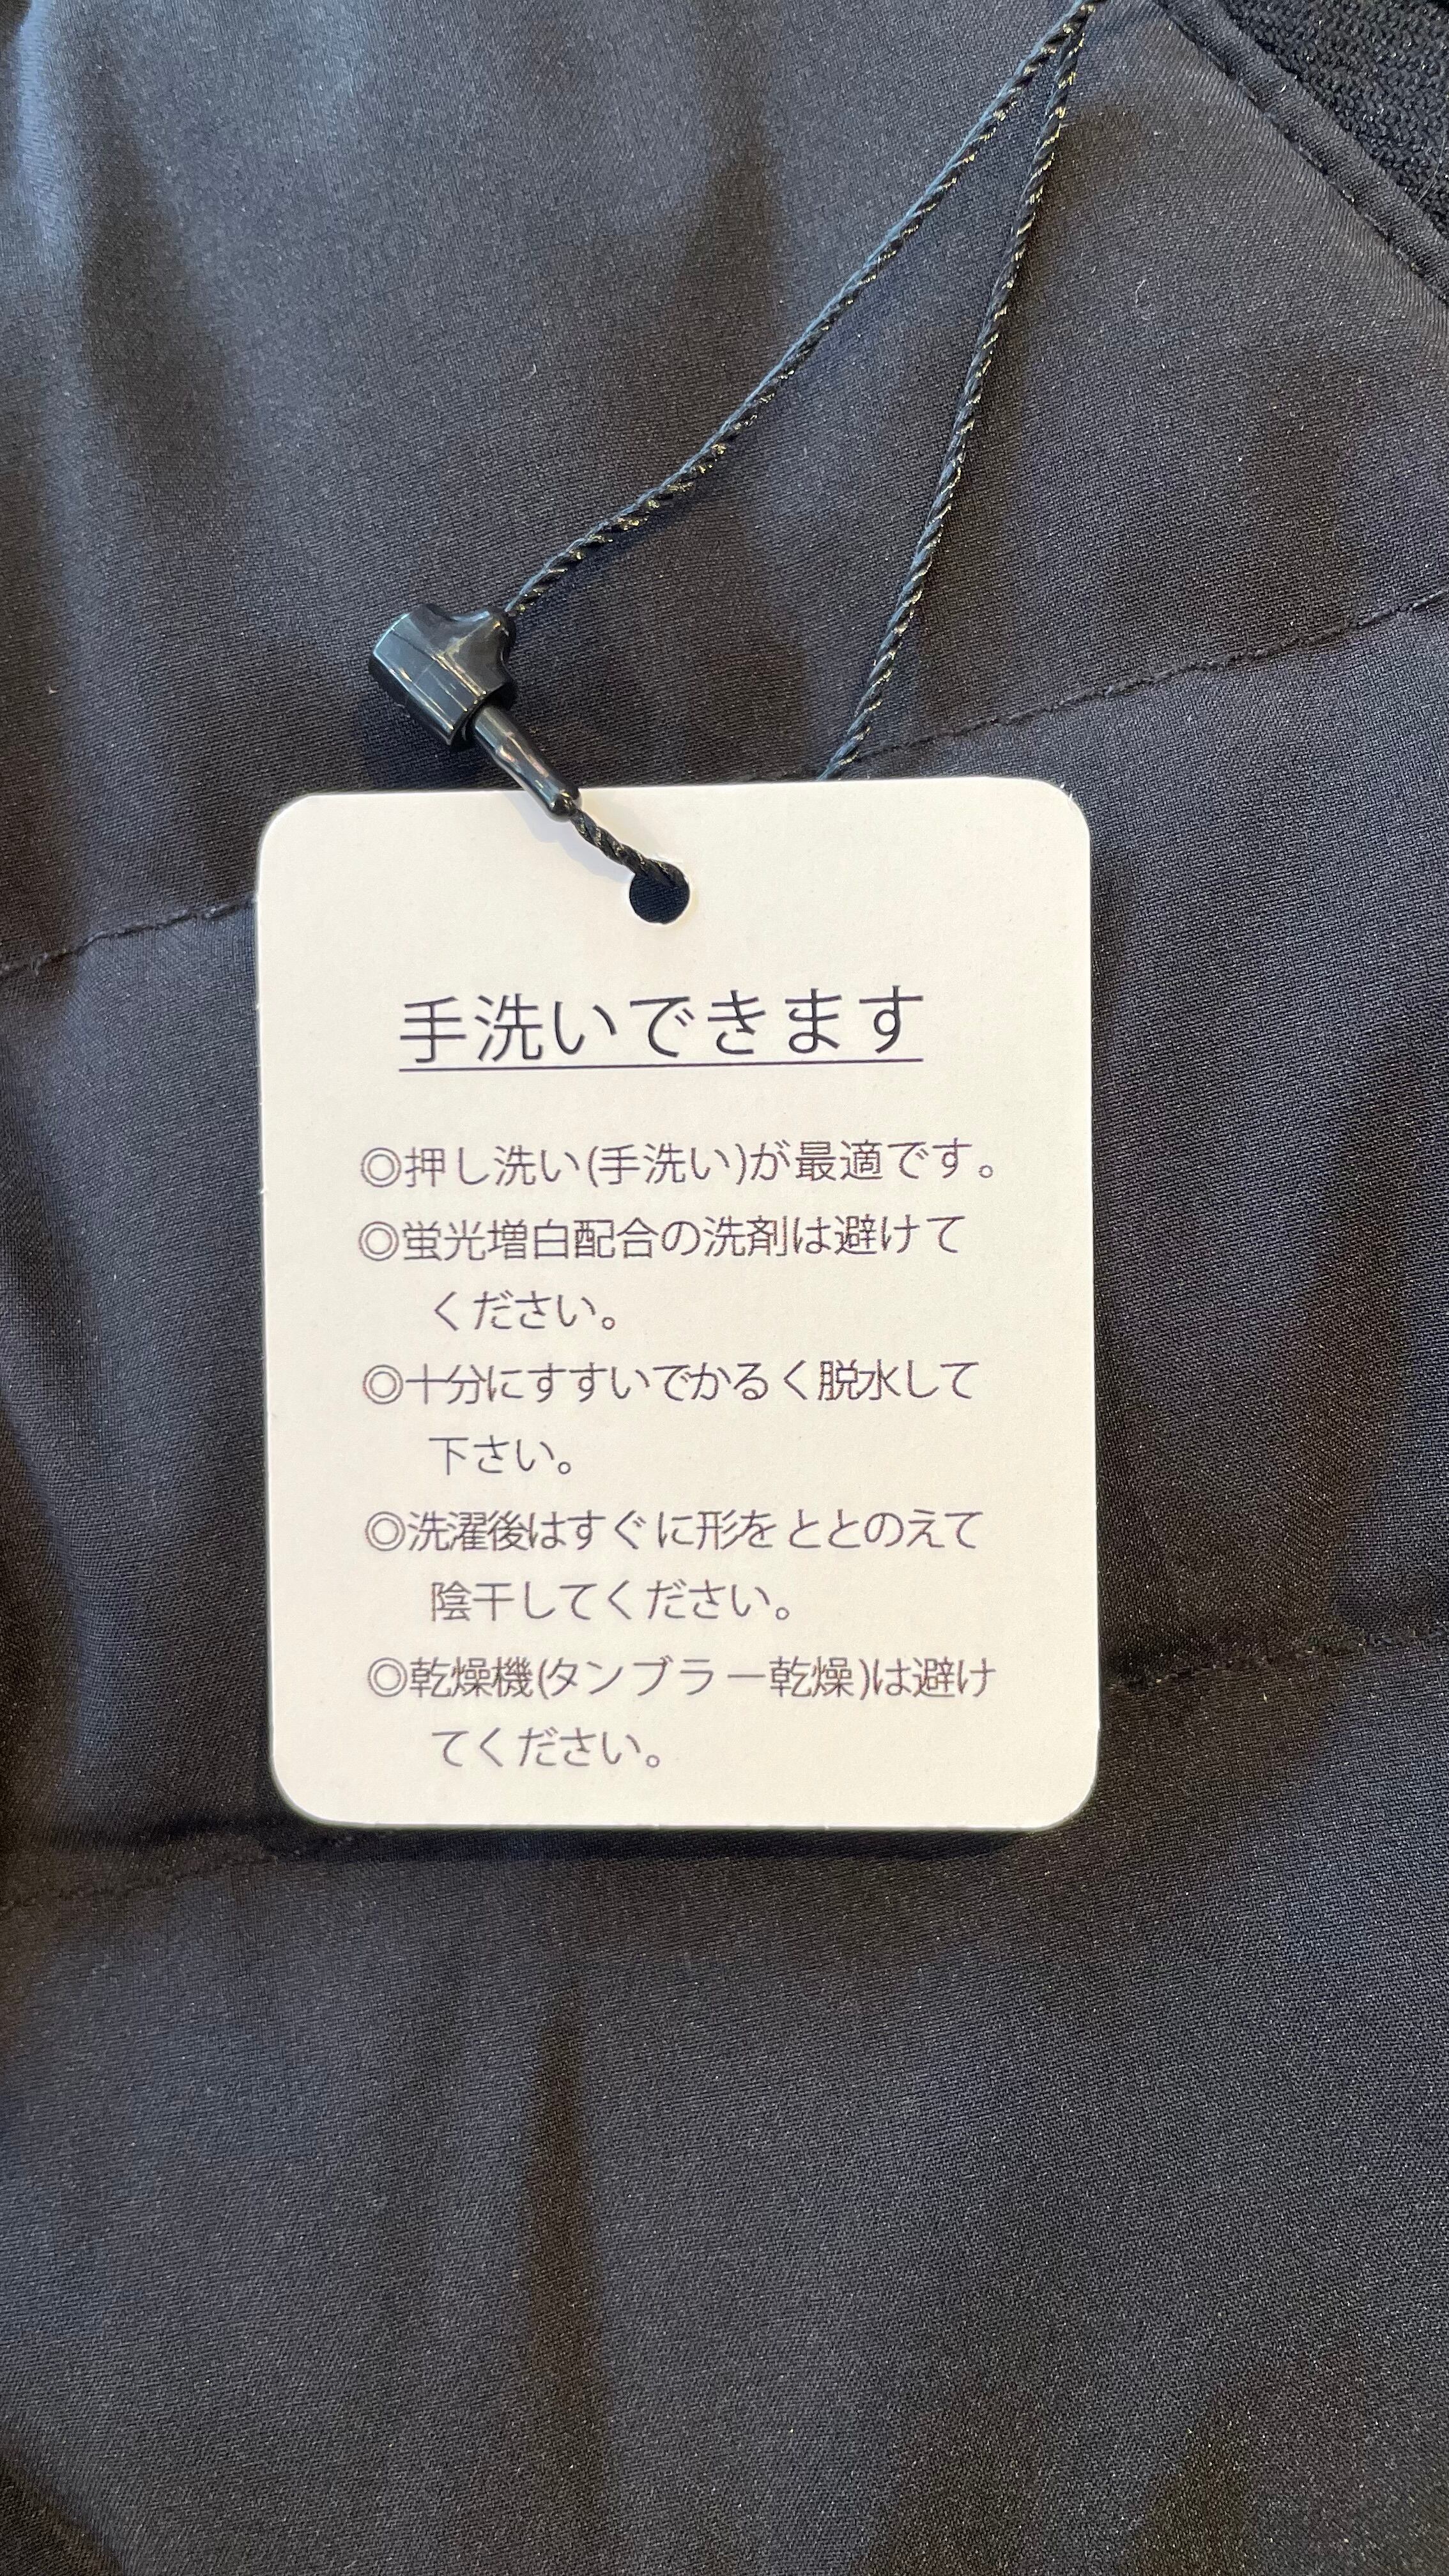 手洗いできます
◎押し洗い(手洗い)が最適です。
◎蛍光増白配合の洗剤は避けて
ください。
◎十分にすすいでかるく脱水して
下さい。
◎洗濯後はすぐに形をととのえて
陰干してください。
◎乾燥機(タンブラー乾燥)は避け
てください。